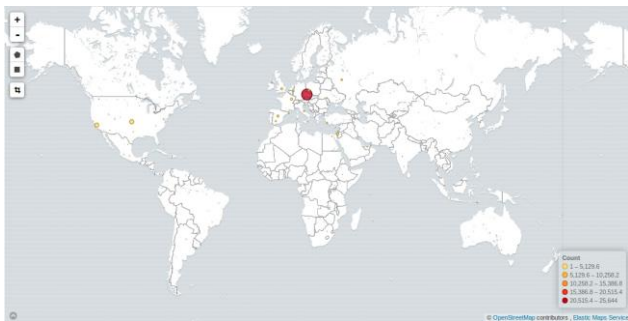 +
-
Count
1 – 5,129.6
5,129.6 – 10,258.2
10,258.2 – 15,386.8
15,386.8 – 20,515.4
20,515.4 – 25,644
© OpenStreetMap contributors , Elastic Maps Service